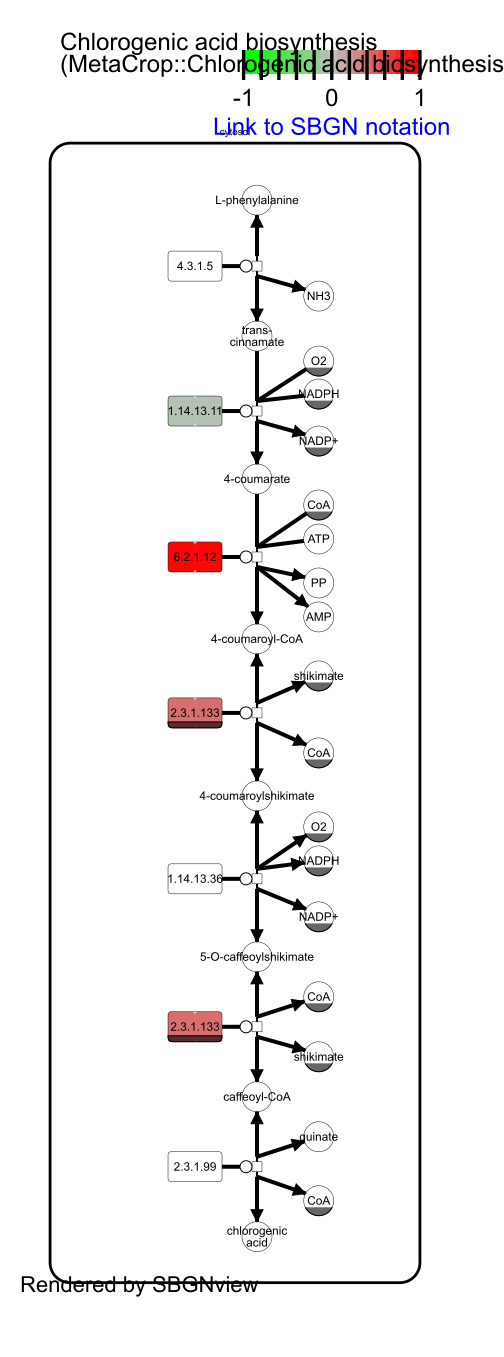 Chlorogenic acid biosynthesis
(MetaCrop::Chlorogenic acid biosynthesis
-1 0 1
Link to SBGN notation
cytosol
L-phenylalanine
4.3.1.5
NH3
trans-
cinnamate
O2
NADPH
1.14.13.11
NADP+
4-coumarate
CoA
ATP
6.2.1.12
PP
AMP
4-coumaroyl-CoA
shikimate
2.3.1.133
CoA
4-coumaroylshikimate
O2
NADPH
1.14.13.36
NADP+
5-O-caffeoylshikimate
CoA
2.3.1.133
shikimate
caffeoyl-CoA
quinate
2.3.1.99
CoA
chlorogenic
acid
Rendered by SBGNview